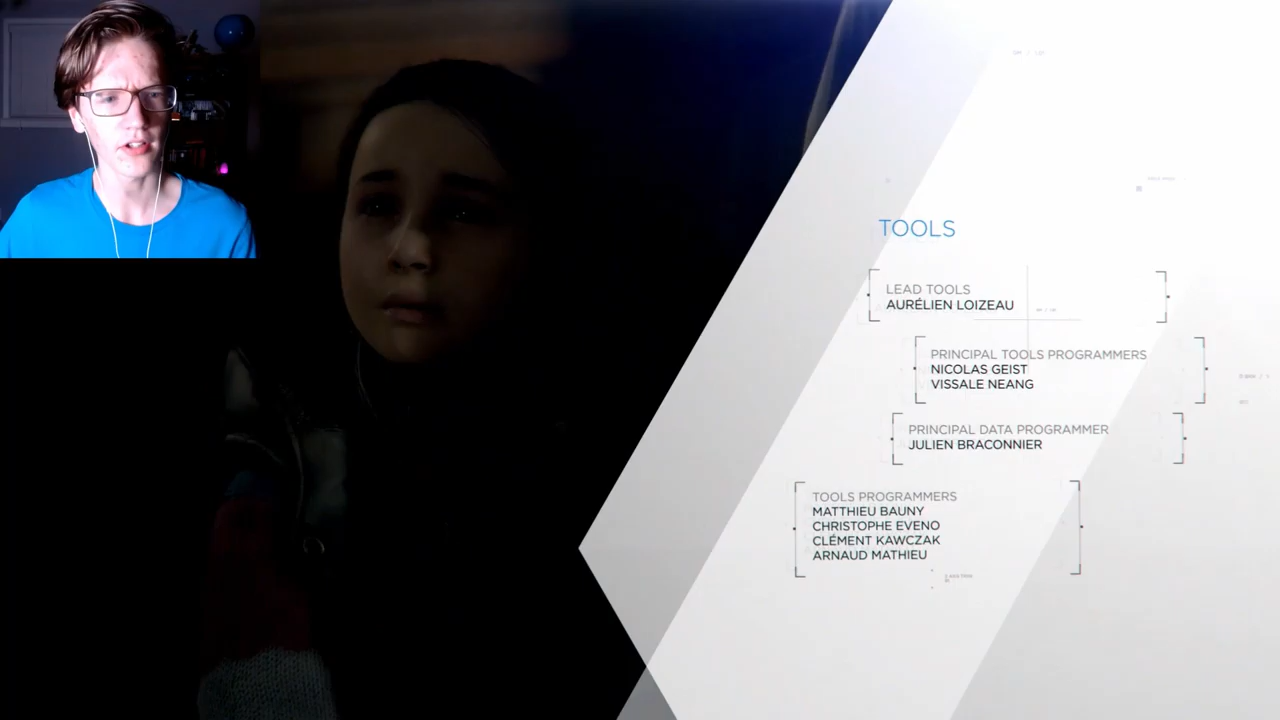 TOOLS
LEAD TOOLS
AURÉLIEN LOIZEAU
PRINCIPAL TOOLS PROGRAMMERS
NICOLAS GEIST
VISSALE NEANG
PRINCIPAL DATA PROGRAMMER
JULIEN BRACONNIER
TOOLS PROGRAMMERS
MATTHIEU BAUNY
CHRISTOPHE EVENO
CLÉMENT KAWCZAK
ARNAUD MATHIEU